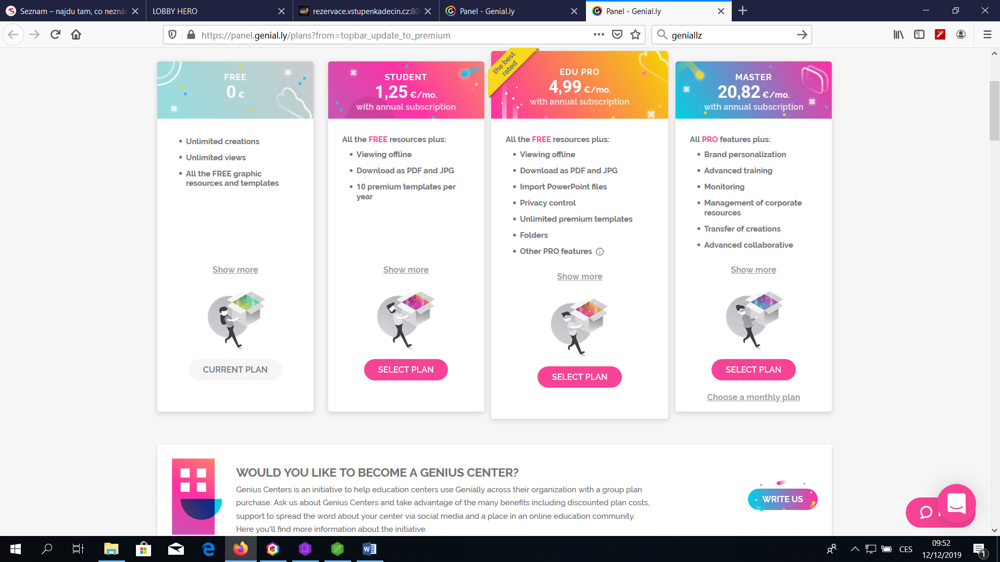 Seznam – najdu tam, co nezná
LOBBY HERO
rezervace.vstupenkadecin.cz:80
Panel - Genial.ly
Panel - Genial.ly
https://panel.genial.ly/plans?from=topbar_update_to_premium
geniallz
FREE
0 €
Unlimited creations
Unlimited views
All the FREE graphic
resources and templates
Show more
CURRENT PLAN
STUDENT
1,25 €/mo.
with annual subscription
All the FREE resources plus:
Viewing offline
Download as PDF and JPG
10 premium templates per
year
Show more
SELECT PLAN
the best
rated
EDU PRO
4,99 €/mo.
with annual subscription
All the FREE resources plus:
Viewing offline
Download as PDF and JPG
Import PowerPoint files
Privacy control
Unlimited premium templates
Folders
Other PRO features
Show more
SELECT PLAN
MASTER
20,82 €/mo.
with annual subscription
All PRO features plus:
Brand personalization
Advanced training
Monitoring
Management of corporate
resources
Transfer of creations
Advanced collaborative
Show more
SELECT PLAN
Choose a monthly plan
WOULD YOU LIKE TO BECOME A GENIUS CENTER?
Genius Centers is an initiative to help education centers use Genially across their organization with a group plan
purchase. Ask us about Genius Centers and take advantage of the many benefits including discounted plan costs,
support to spread the word about your center via social media and a place in an online education community.
Here you'll find more information about the initiative.
WRITE US
CES
09:52
12/12/2019
1